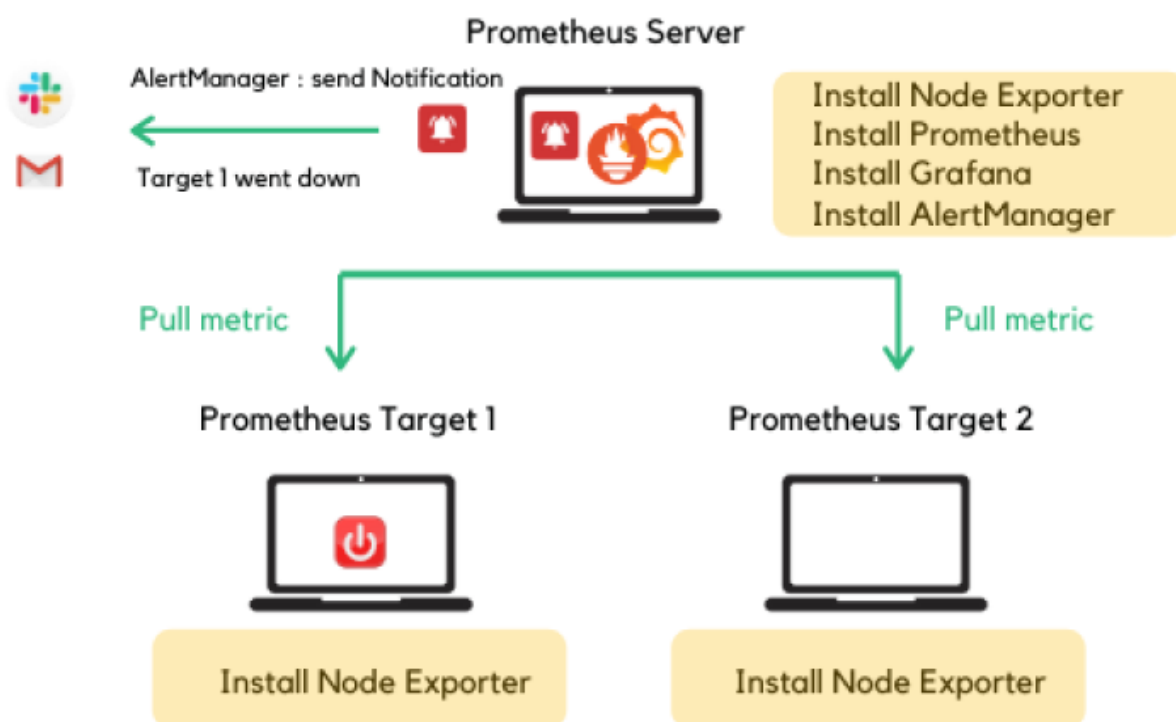 Prometheus Server
AlertManager : send Notification
Target 1 went down
Install Node Exporter
Install Prometheus
Install Grafana
Install AlertManager
Pull metric
Pull metric
Prometheus Target 1
Prometheus Target 2
Install Node Exporter
Install Node Exporter